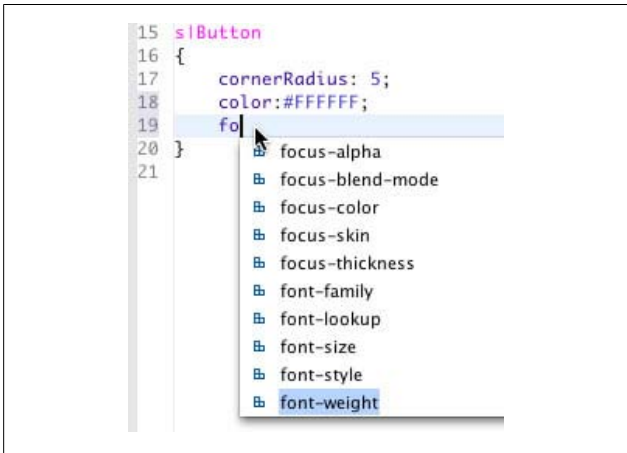 15 s|Button
16 {
17 cornerRadius: 5;
18 color:#FFFFFF;
19 fo
20 }
21
focus-alpha
focus-blend-mode
focus-color
focus-skin
focus-thickness
font-family
font-lookup
font-size
font-style
font-weight